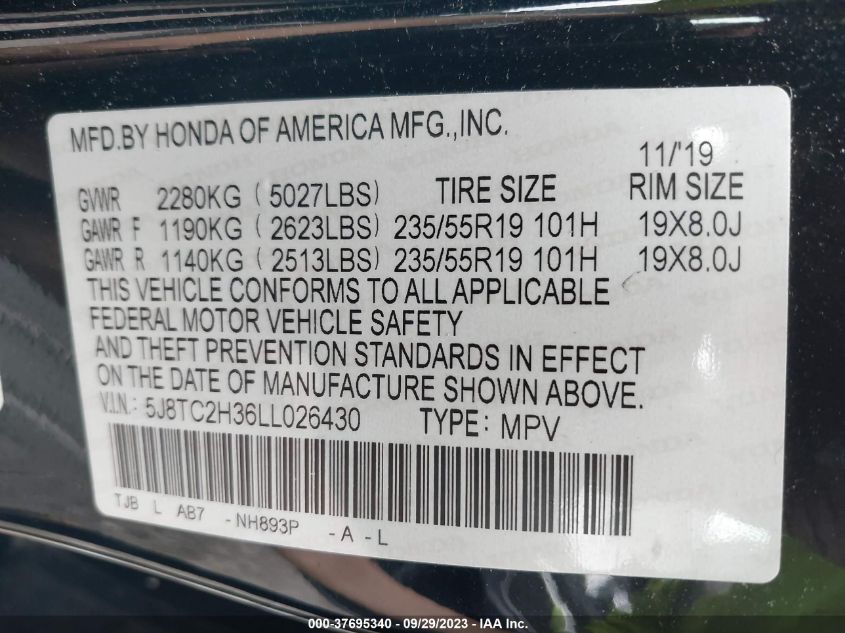 MFD.BY HONDA OF AMERICA MFG.,INC.
11/'19
GVWR 2280KG (5027LBS) TIRE SIZE RIM SIZE
GAWR F 1190KG (2623LBS) 235/55R19 101H 19X8.0J
GAWR R 1140KG (2513LBS) 235/55R19 101H 19X8.0J
THIS VEHICLE CONFORMS TO ALL APPLICABLE
FEDERAL MOTOR VEHICLE SAFETY
AND THEFT PREVENTION STANDARDS IN EFFECT
ON THE DATE OF MANUFACTURE SHOWN ABOVE.
V.I.N.: 5J8TC2H36LL026430 TYPE: MPV
TJB L AB7 -NH893P -A-L
000-37695340 - 09/29/2023 - IAA Inc.